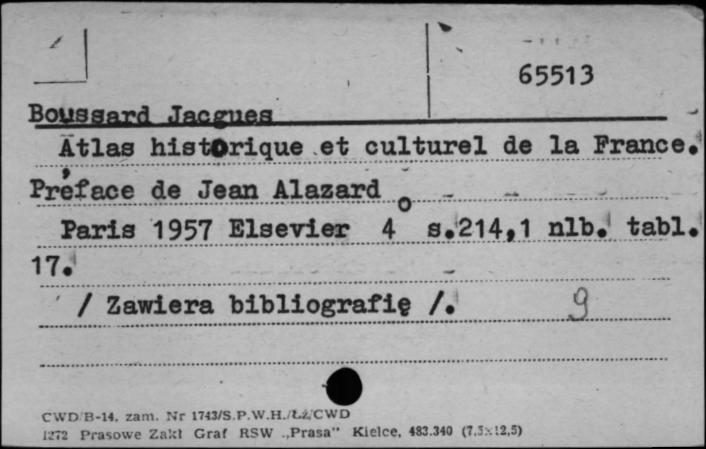 65513
Boussard Jacques
Atlas historique et culturel de la France.
Préface de Jean Alazard
Paris 1957 Elsevier 4° s.214,1 nlb. tabl.
17.
/ Zawiera bibliografię /.
9
CWD/B-14. zam. Nr 1743/S.P.W.H./Łż/CWD
1272 Prasowe Zakł Graf RSW „Prasa" Kielce, 483.340 (7,5x12,5)